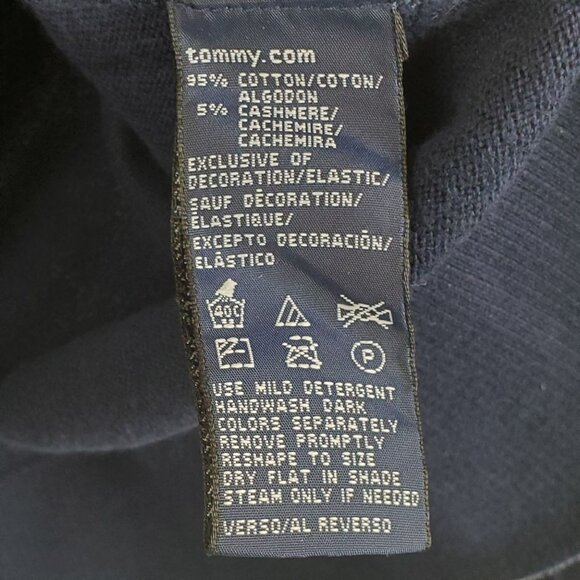 tommy.com
95% COTTON/COTON/
ALGODON
5% CASHMERE/
CACHEMIRE/
CACHEMIRA
EXCLUSIVE OF
DECORATION/ELASTIC/
SAUF DÉCORATION/
ÉLASTIQUE/
EXCEPTO DECORACIÓN/
ELÁSTICO
40C
P
USE MILD DETERGENT
HANDWASH DARK
COLORS SEPARATELY
REMOVE PROMPTLY
RESHAPE TO SIZE
DRY FLAT IN SHADE
STEAM ONLY IF NEEDED
VERSO/AL REVERSO